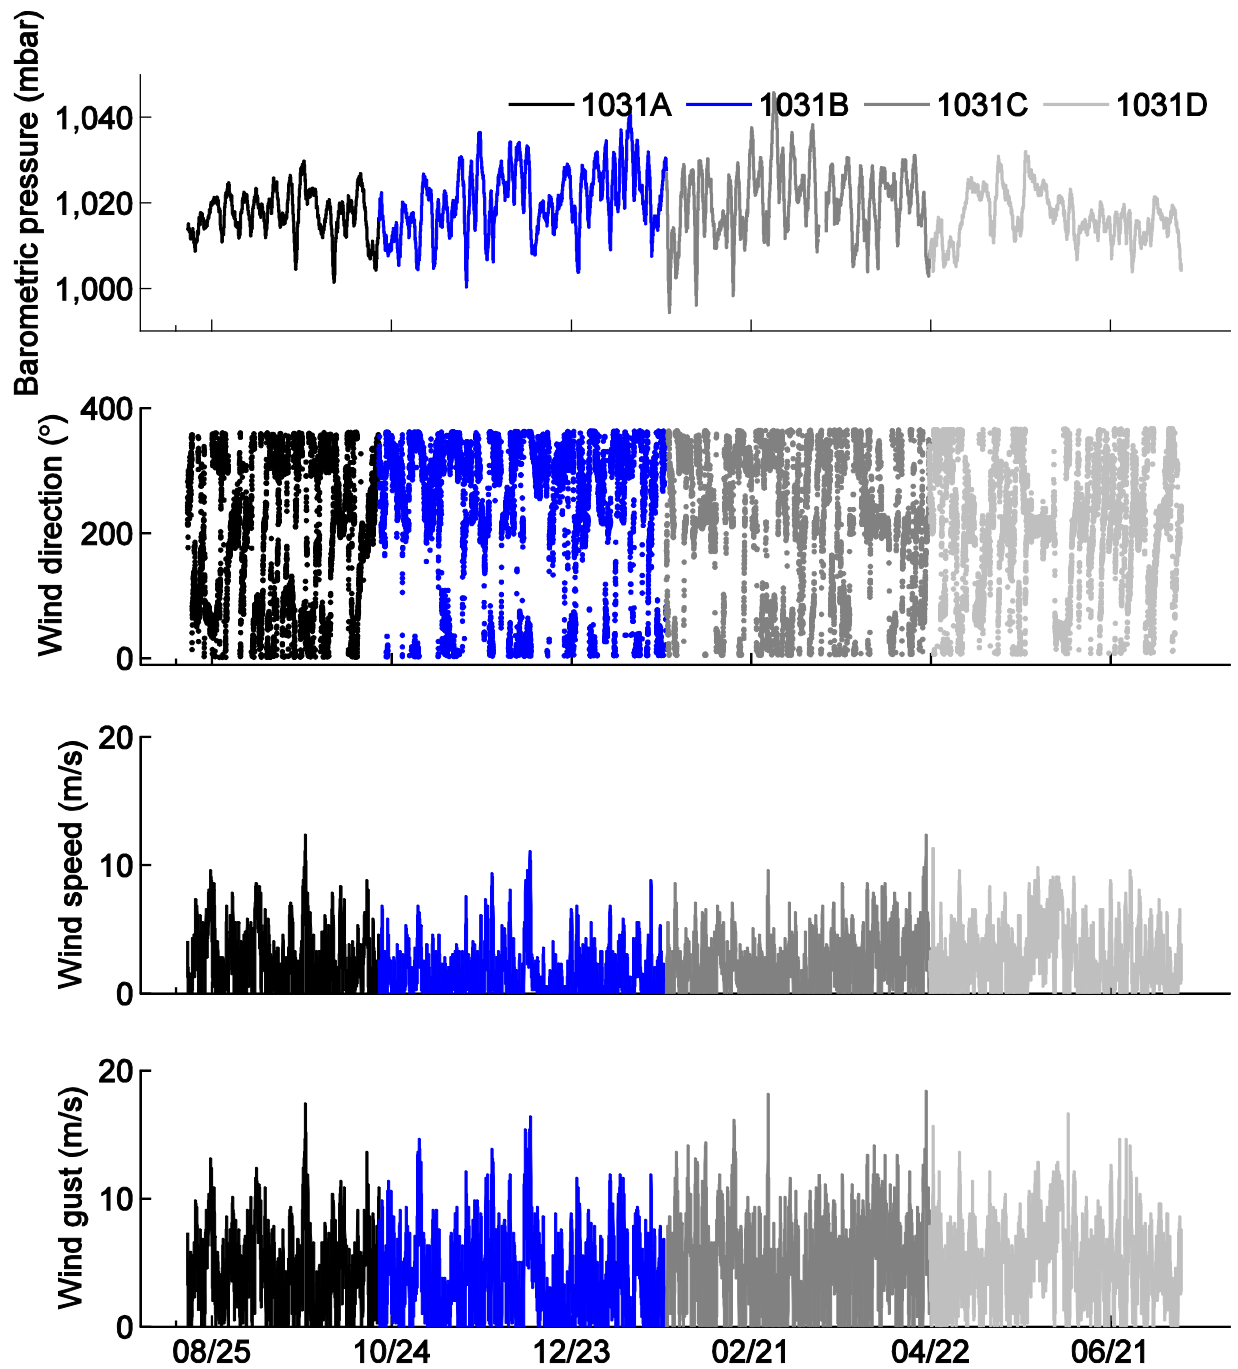 Barometric pressure (mbar)
1031A 1031B 1031C 1031D
1,040
1,020
1,000
Wind direction (°)
400
200
0
Wind speed (m/s)
20
10
0
Wind gust (m/s)
20
10
0
08/25 10/24 12/23 02/21 04/22 06/21